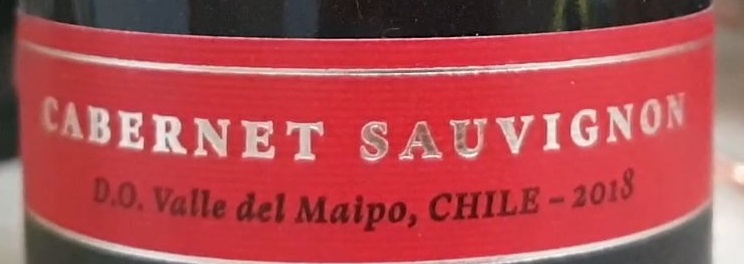 CABERNET SAUVIGNON
D.O. Valle del Maipo, CHILE – 2018